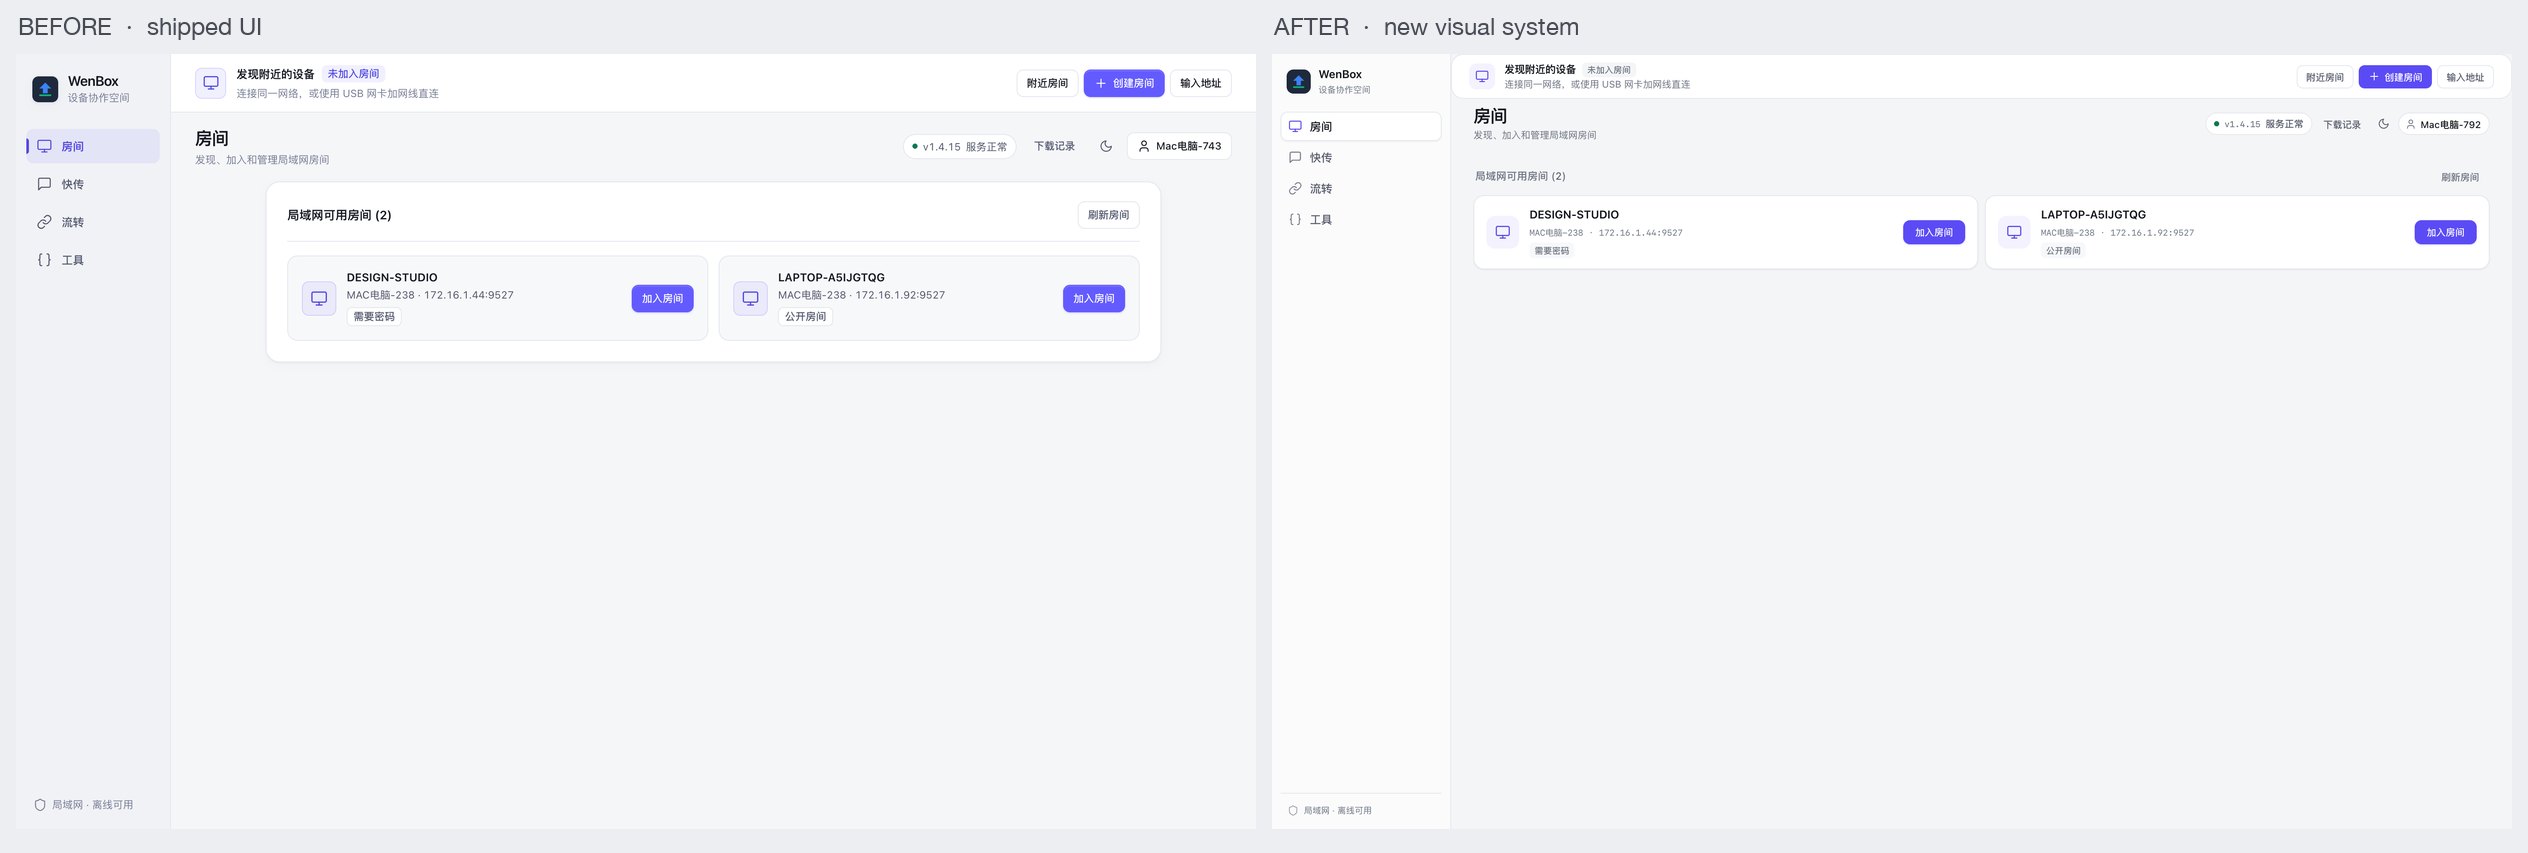 BEFORE · shipped UI
WenBox
设备协作空间
房间
快传
流转
工具
局域网 · 离线可用
发现附近的设备 未加入房间
连接同一网络，或使用 USB 网卡加网线直连
附近房间 创建房间 输入地址
房间
发现、加入和管理局域网房间
v1.4.15 服务正常 下载记录 Mac电脑-743
局域网可用房间 (2) 刷新房间
DESIGN-STUDIO
MAC电脑-238 · 172.16.1.44:9527
需要密码
加入房间
LAPTOP-A5IJGTQG
MAC电脑-238 · 172.16.1.92:9527
公开房间
加入房间
AFTER · new visual system
WenBox
设备协作空间
房间
快传
流转
工具
局域网 · 离线可用
发现附近的设备 未加入房间
连接同一网络，或使用 USB 网卡加网线直连
附近房间 创建房间 输入地址
房间
发现、加入和管理局域网房间
v1.4.15 服务正常 下载记录 Mac电脑-792
局域网可用房间 (2) 刷新房间
DESIGN-STUDIO
MAC电脑-238 · 172.16.1.44:9527
需要密码
加入房间
LAPTOP-A5IJGTQG
MAC电脑-238 · 172.16.1.92:9527
公开房间
加入房间